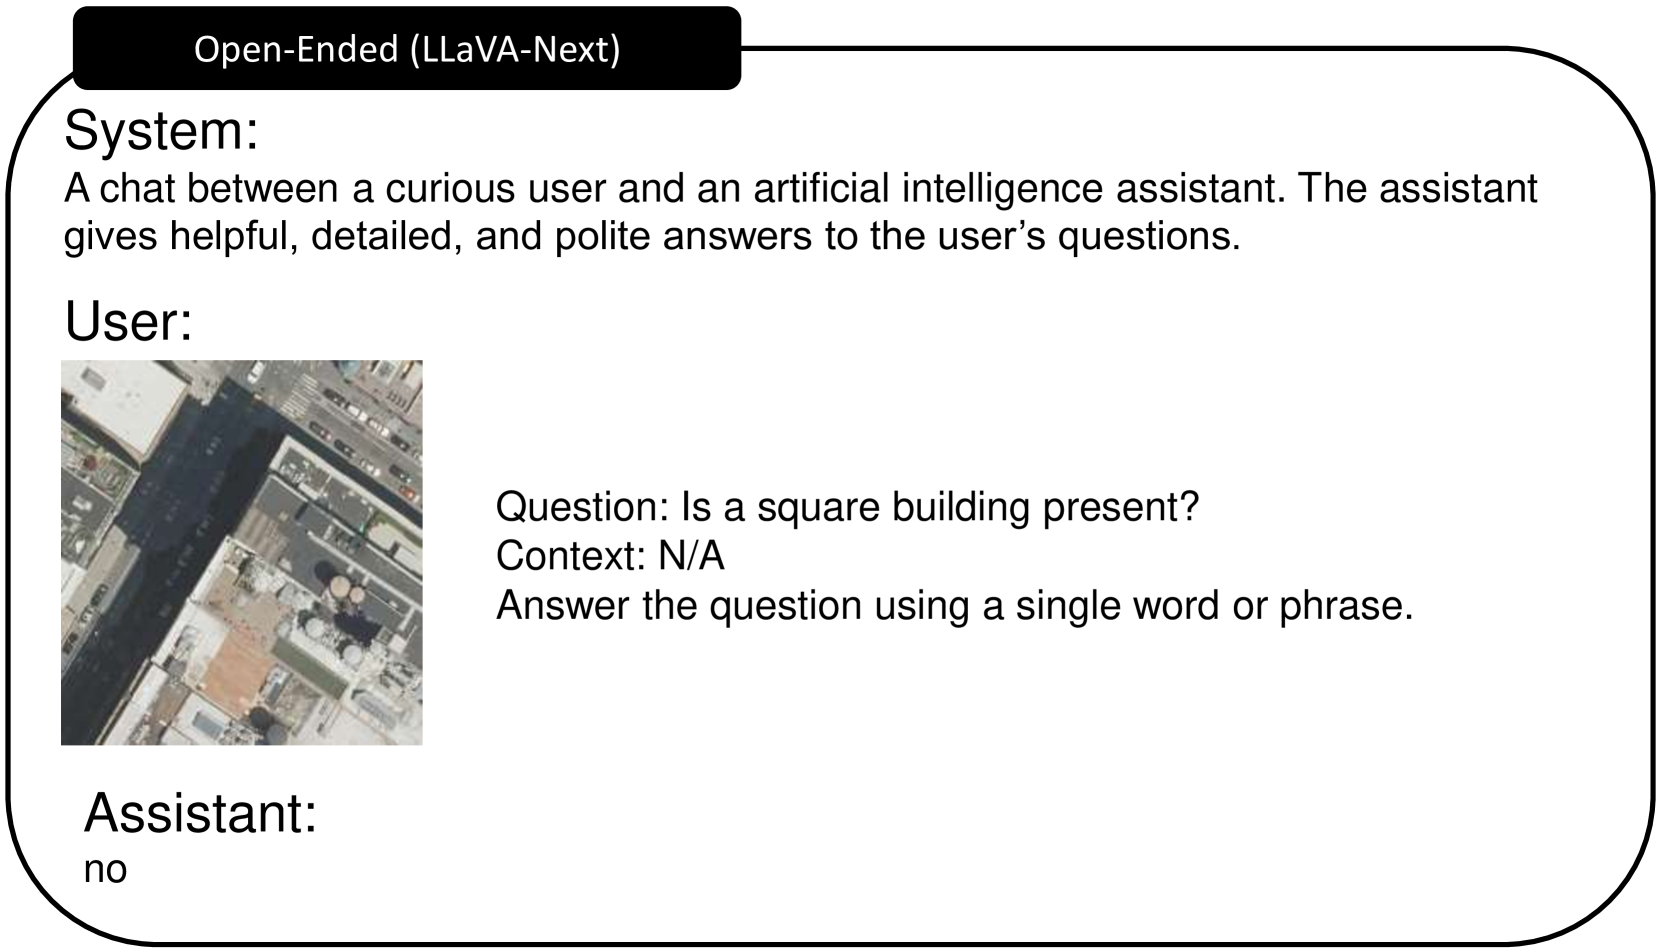 Open-Ended (LLaVA-Next)
System:
A chat between a curious user and an artificial intelligence assistant. The assistant
gives helpful, detailed, and polite answers to the user’s questions.
User:
Question: Is a square building present?
Context: N/A
Answer the question using a single word or phrase.
Assistant:
no